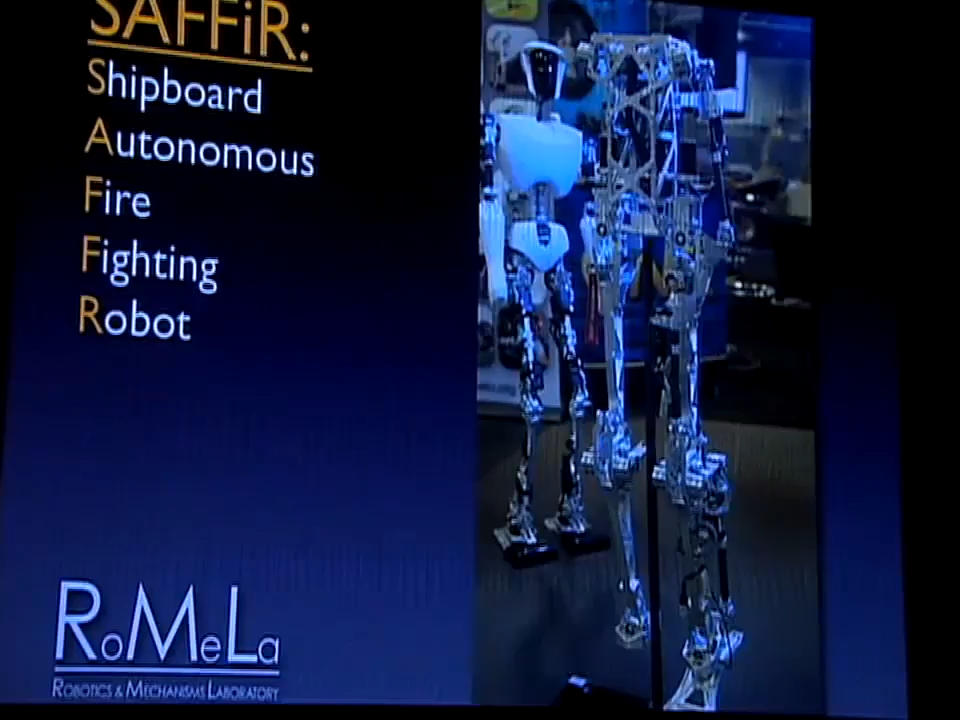 SAFFiR:
Shipboard
Autonomous
Fire
Fighting
Robot
RoMeLa
ROBOTICS & MECHANISMS LABORATORY